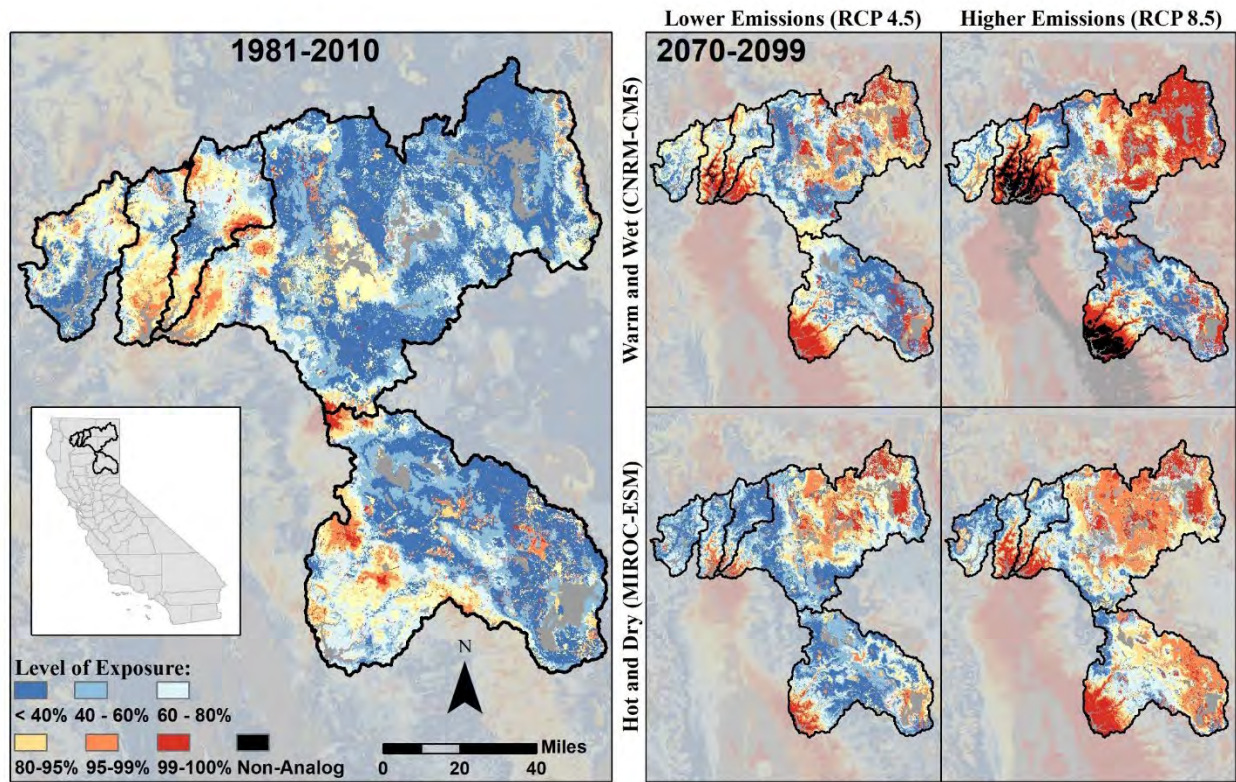 1981-2010
Level of Exposure:
< 40% 40 - 60% 60 - 80%
80-95% 95-99% 99-100% Non-Analog
N
Miles
0 20 40
Lower Emissions (RCP 4.5) Higher Emissions (RCP 8.5)
2070-2099
Warm and Wet (CNRM-CM5)
Hot and Dry (MIROC-ESM)